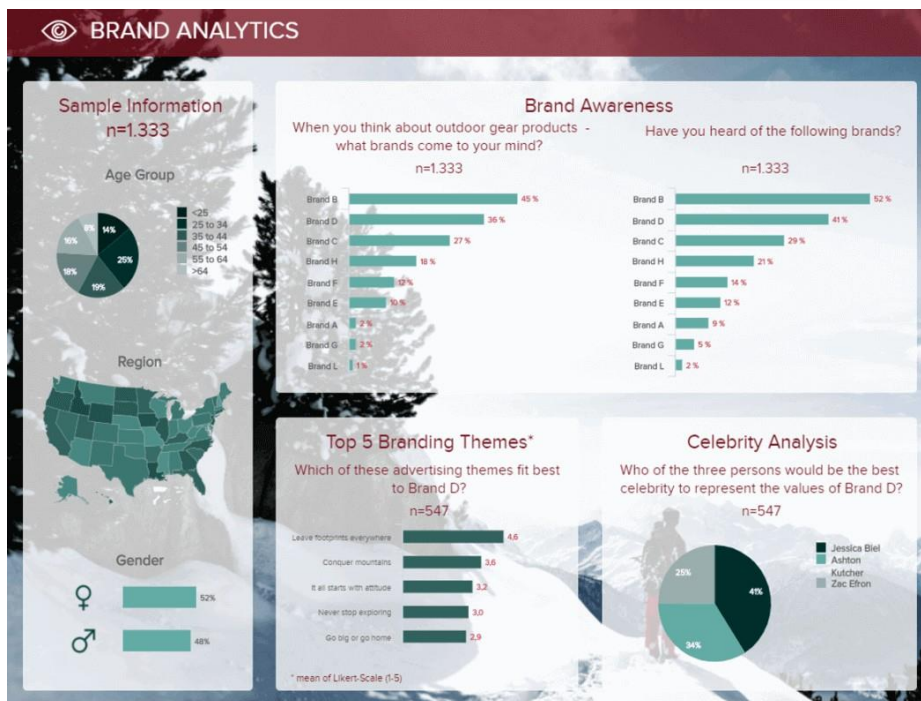 BRAND ANALYTICS
Sample Information
n=1.333
Age Group
<25
25 to 34
35 to 44
45 to 54
55 to 64
>64
14%
25%
19%
18%
16%
8%
Region
Gender
52%
48%
Brand Awareness
When you think about outdoor gear products -
what brands come to your mind?
n=1.333
Brand B 45 %
Brand D 36 %
Brand C 27 %
Brand H 18 %
Brand F 12 %
Brand E 10 %
Brand A 2 %
Brand G 2 %
Brand L 1 %
Have you heard of the following brands?
n=1.333
Brand B 52 %
Brand D 41 %
Brand C 29 %
Brand H 21 %
Brand F 14 %
Brand E 12 %
Brand A 9 %
Brand G 5 %
Brand L 2 %
Top 5 Branding Themes*
Which of these advertising themes fit best
to Brand D?
n=547
Leave footprints everywhere 4,6
Conquer mountains 3,6
It all starts with attitude 3,2
Never stop exploring 3,0
Go big or go home 2,9
* mean of Likert-Scale (1-5)
Celebrity Analysis
Who of the three persons would be the best
celebrity to represent the values of Brand D?
n=547
Jessica Biel
Ashton
Kutcher
Zac Efron
25%
41%
34%